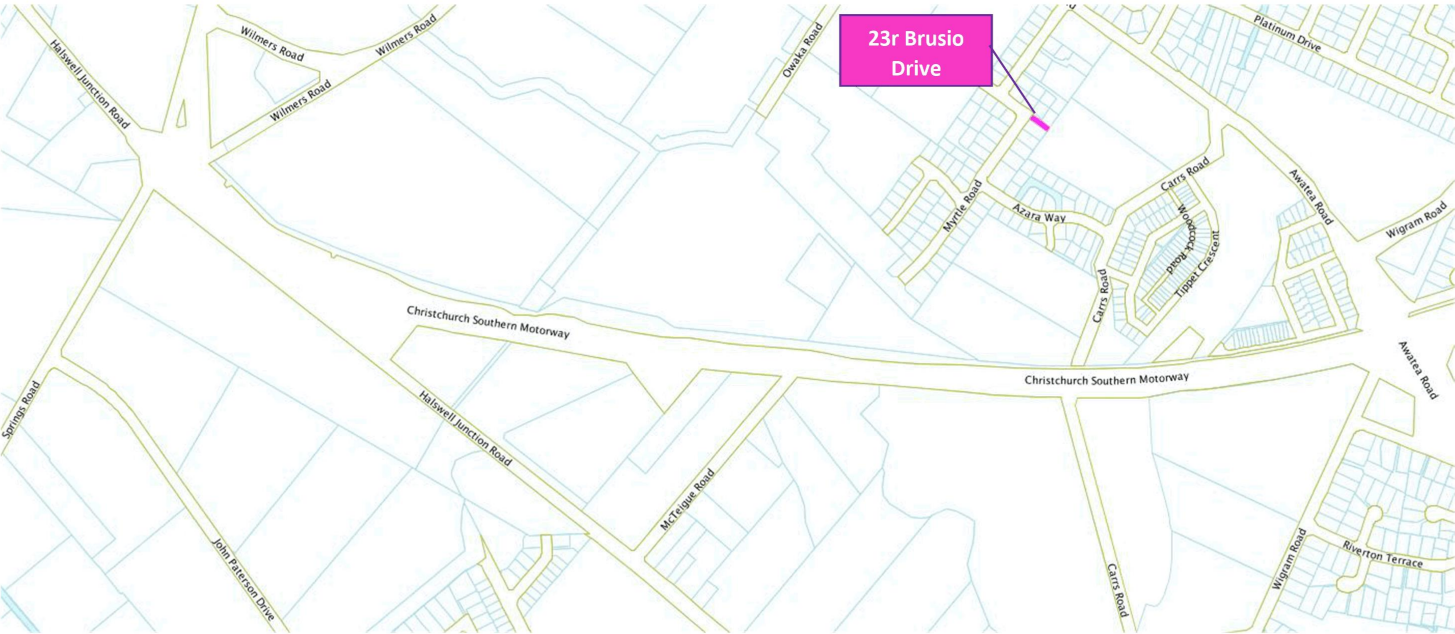 Halswell Junction Road
Wilmers Road
Wilmers Road
Wilmers Road
Owaka Road
23r Brusio
Drive
Platinum Drive
Carrs Road
Awatea Road
Myrtle Road
Azara Way
Woodcock Road
Tippet Crescent
Wigram Road
Carrs Road
Christchurch Southern Motorway
Christchurch Southern Motorway
Awatea Road
Springs Road
Halswell Junction Road
McTeigue Road
John Paterson Drive
Carrs Road
Wigram Road
Riverton Terrace